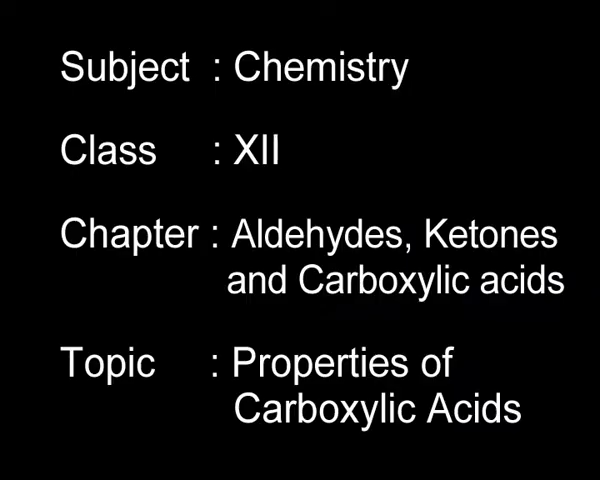 Subject : Chemistry
Class : XII
Chapter : Aldehydes, Ketones
and Carboxylic acids
Topic : Properties of
Carboxylic Acids